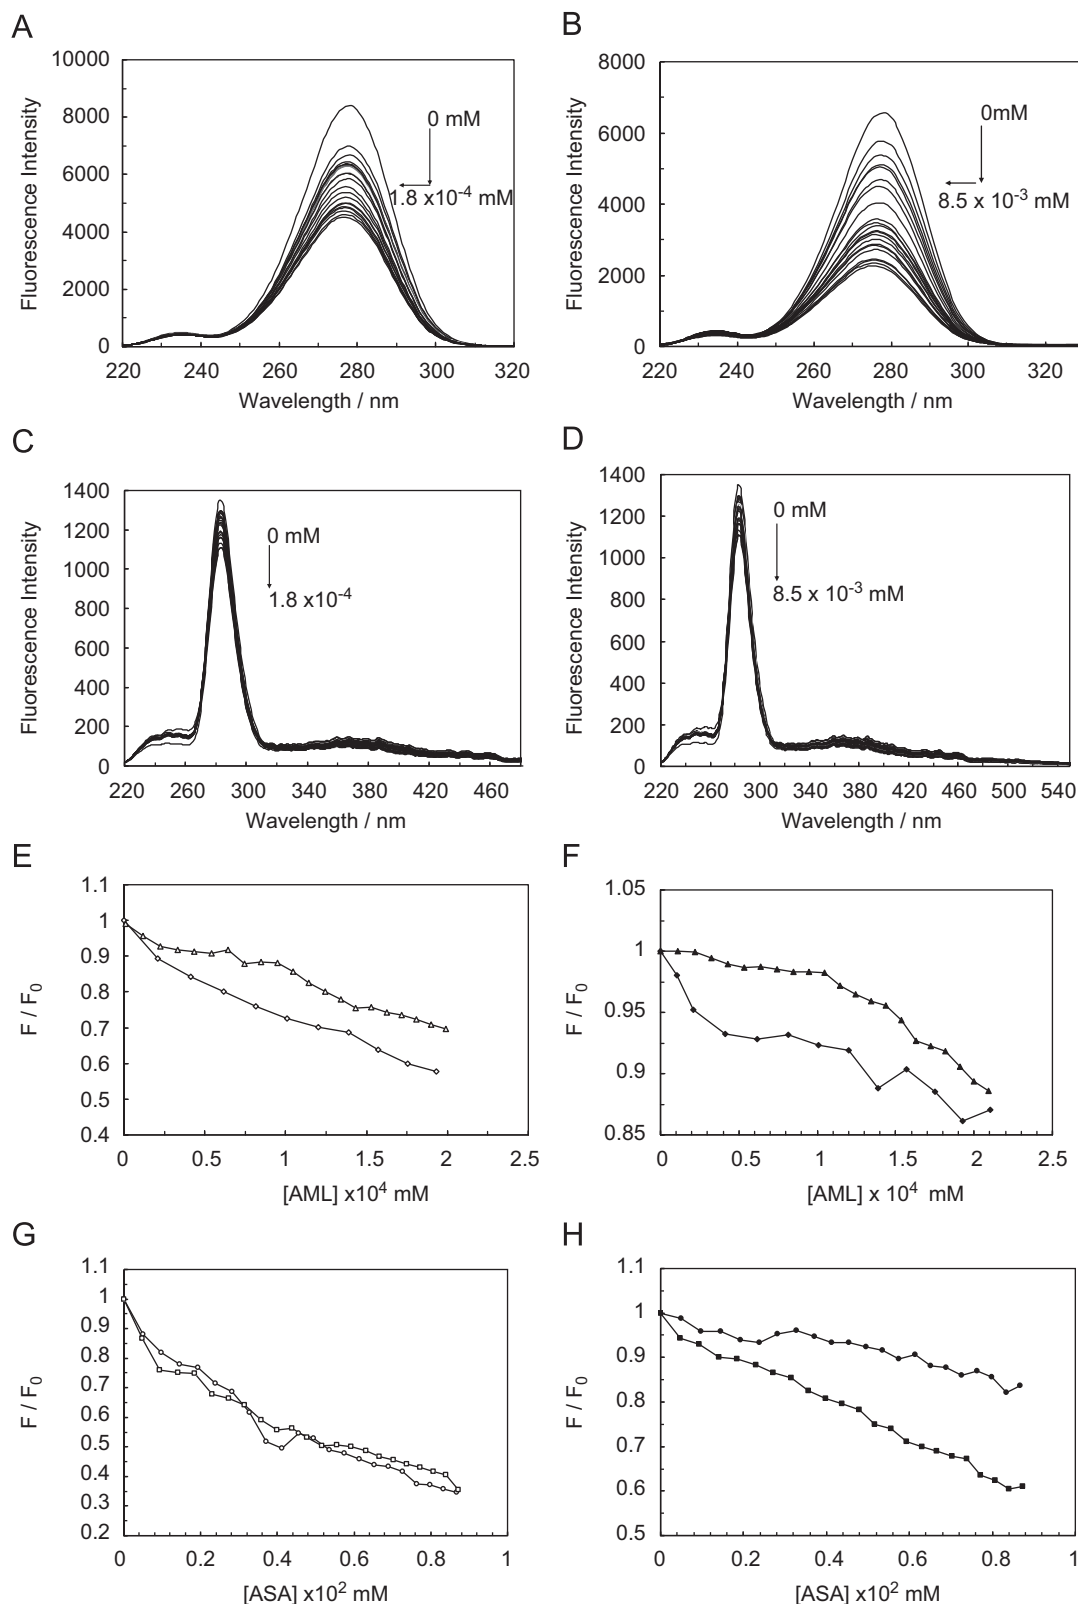 A
10000
8000
6000
4000
2000
0
Fluorescence Intensity
0 mM
1.8 x10-4 mM
220 240 260 280 300 320
Wavelength / nm
B
8000
6000
4000
2000
0
Fluorescence Intensity
0mM
8.5 x 10-3 mM
220 240 260 280 300 320
Wavelength / nm
C
1400
1200
1000
800
600
400
200
0
Fluorescence Intensity
0 mM
1.8 x10-4
220 260 300 340 380 420 460
Wavelength / nm
D
1400
1200
1000
800
600
400
200
0
Fluorescence Intensity
0 mM
8.5 x 10-3 mM
220 260 300 340 380 420 460 500 540
Wavelength / nm
E
1.1
1
0.9
0.8
0.7
0.6
0.5
0.4
F / F0
0 0.5 1 1.5 2 2.5
[AML] x104 mM
F
1.05
1
0.95
0.9
0.85
F / F0
0 0.5 1 1.5 2 2.5
[AML] x 104 mM
G
1.1
1
0.9
0.8
0.7
0.6
0.5
0.4
0.3
0.2
F / F0
0 0.2 0.4 0.6 0.8 1
[ASA] x102 mM
H
1.1
1
0.9
0.8
0.7
0.6
0.5
F / F0
0 0.2 0.4 0.6 0.8 1
[ASA] x102 mM